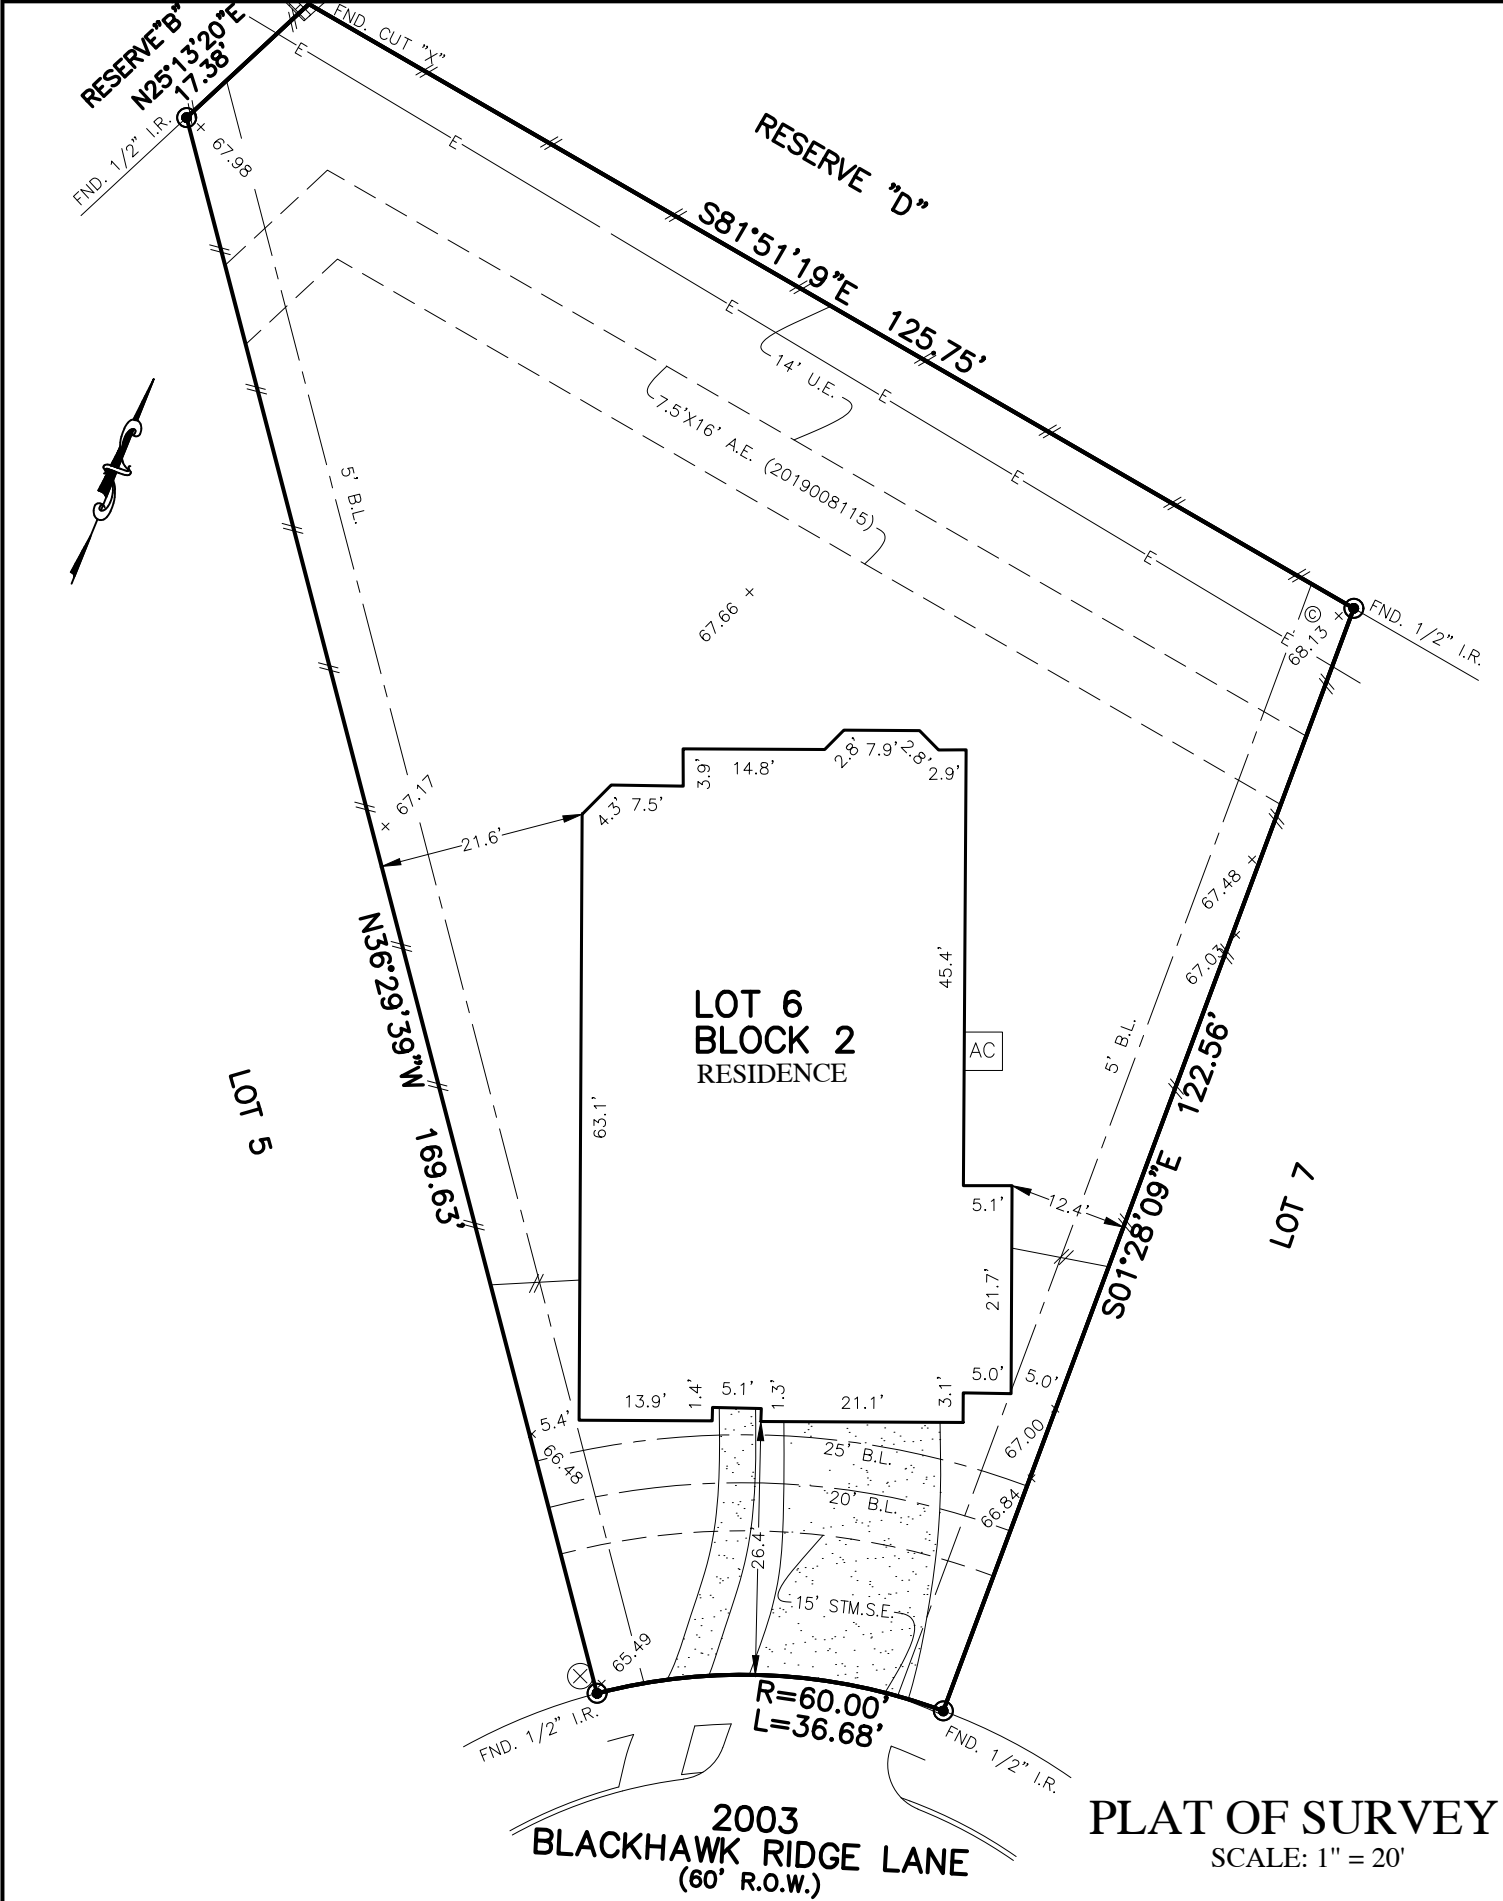 RESERVE"B"
N25°13'20"E
17.38'
FND. CUT "X"
FND. 1/2" I.R.
67.98
E
E
RESERVE "D"
S81°51'19"E 125.75'
E
14' U.E.
E
7.5'X16' A.E. (2019008115)
E
E
5' B.L.
67.66
E
68.13
©
FND. 1/2" I.R.
67.17
21.6'
4.3'
7.5'
3.9'
14.8'
2.8'
7.9'
2.8'
2.9'
67.48
67.03
45.4'
N36°29'39"W 169.63'
LOT 6
BLOCK 2
RESIDENCE
AC
5' B.L.
S01°28'09"E 122.56'
LOT 5
LOT 7
63.1'
5.1'
12.4'
21.7'
5.0'
5.0'
13.9'
1.4'
5.1'
1.3'
21.1'
3.1'
5.4'
66.48
67.00
66.84
25' B.L.
20' B.L.
26.4
15' STM.S.E.
65.49
R=60.00'
L=36.68'
FND. 1/2" I.R.
FND. 1/2" I.R.
2003
BLACKHAWK RIDGE LANE
(60' R.O.W.)
PLAT OF SURVEY
SCALE: 1" = 20'